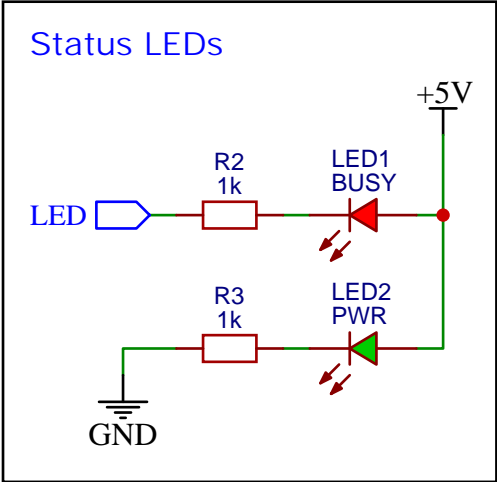 Status LEDs
+5V
R2
1k
LED1
BUSY
LED
R3
1k
LED2
PWR
GND